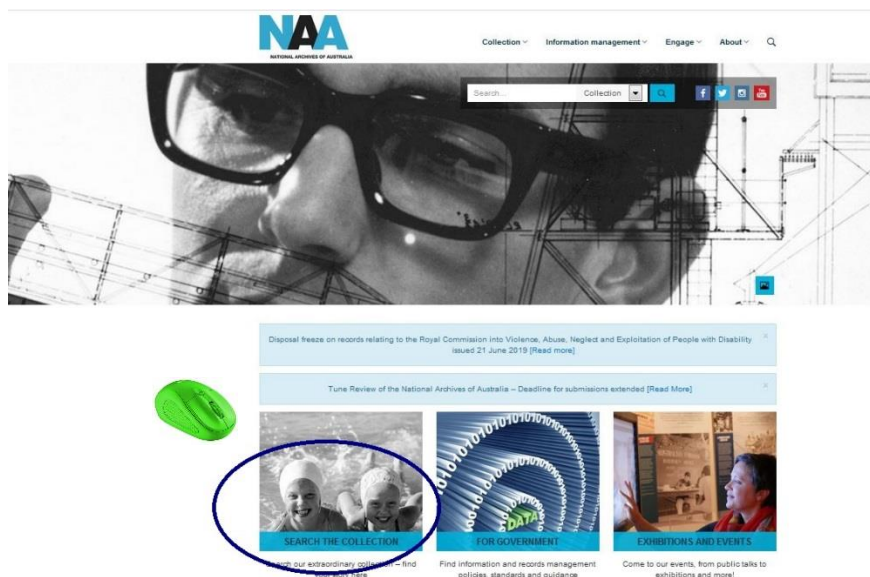 NAA
NATIONAL ARCHIVES OF AUSTRALIA
Collection Information management Engage About
Search... Collection
Disposal freeze on records relating to the Royal Commission into Violence, Abuse, Neglect and Exploitation of People with Disability
issued 21 June 2019 [Read more]
Tune Review of the National Archives of Australia – Deadline for submissions extended [Read More]
DATA
SEARCH THE COLLECTION
FOR GOVERNMENT
EXHIBITIONS AND EVENTS
Search our extraordinary collection – find
your story here
Find information and records management
policies, standards and guidance
Come to our events, from public talks to
exhibitions and more!